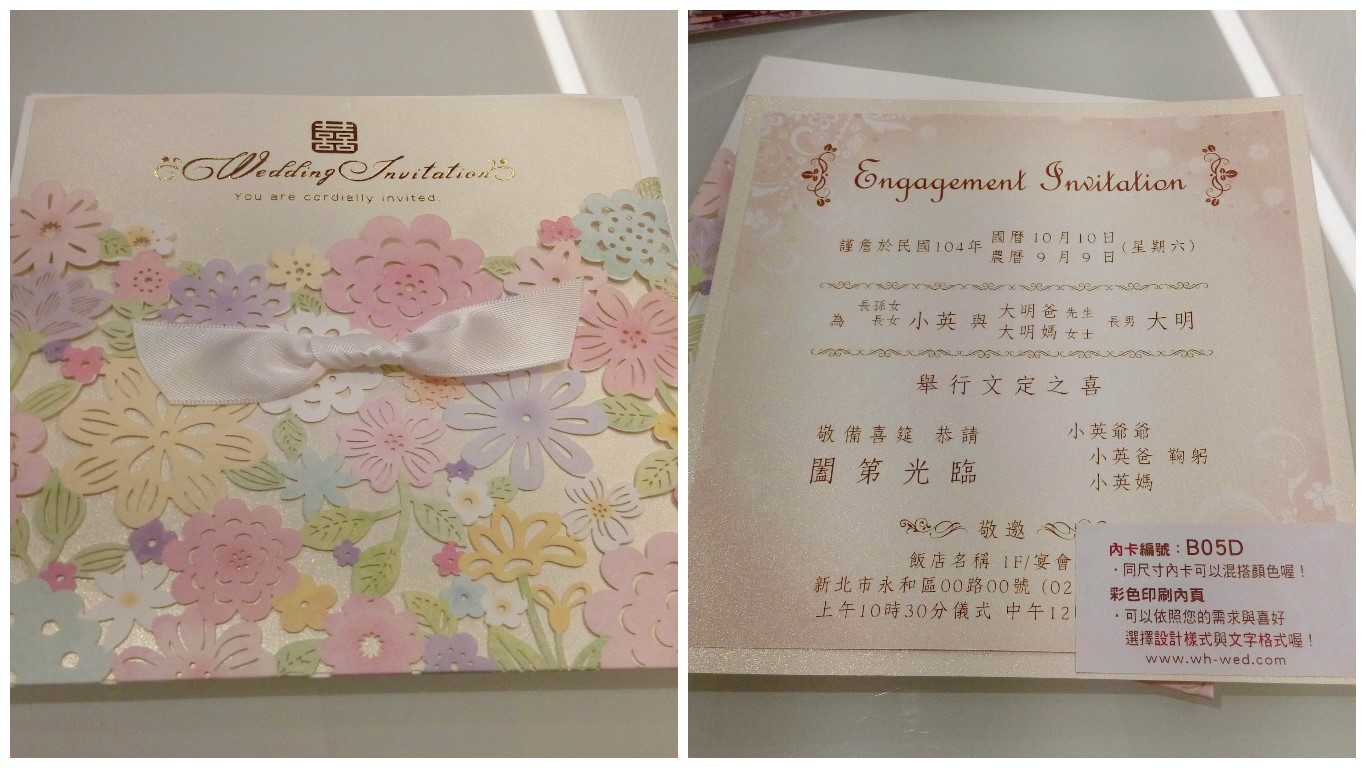 囍
Wedding Invitation
You are cordially invited.
Engagement Invitation
謹詹於民國104年 國曆 10月10日 (星期六)
農曆 9月9日
為 長孫女 長女 小英 與 大明爸 先生 長男 大明
大明媽 女士
舉行文定之喜
敬備喜筵 恭請
闔第光臨
小英爺爺
小英爸 鞠躬
小英媽
敬邀
飯店名稱 1F/宴會
新北市永和區00路00號 (02
上午10時30分儀式 中午12
內卡編號：B05D
·同尺寸內卡可以混搭顏色喔！
彩色印刷內頁
·可以依照您的需求與喜好
選擇設計樣式與文字格式喔！
www.wh-wed.com